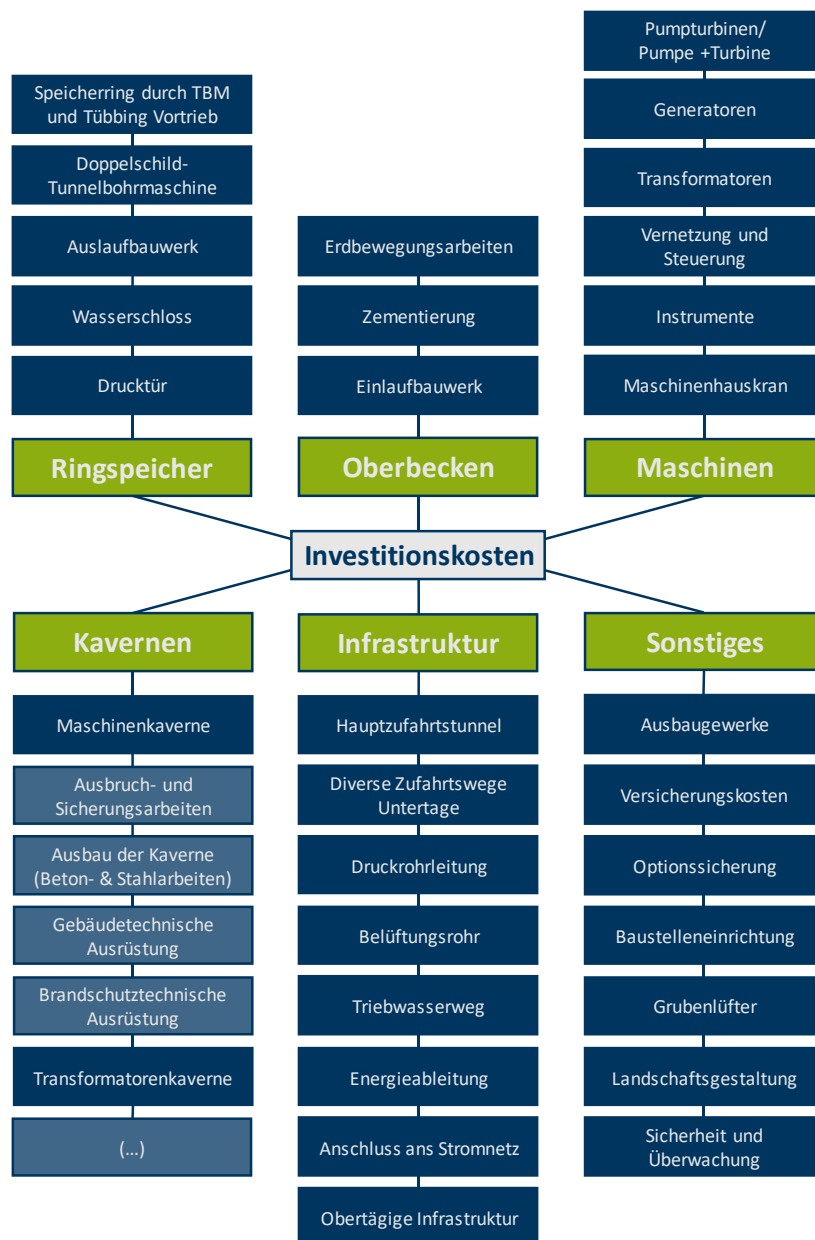 Speicherring durch TBM
und Tübbing Vortrieb
Doppelschild-
Tunnelbohrmaschine
Auslaufbauwerk
Wasserschloss
Drucktür
Ringspeicher
Erdbewegungsarbeiten
Zementierung
Einlaufbauwerk
Oberbecken
Pumpturbinen/
Pumpe +Turbine
Generatoren
Transformatoren
Vernetzung und
Steuerung
Instrumente
Maschinenhauskran
Maschinen
Investitionskosten
Kavernen
Maschinenkaverne
Ausbruch- und
Sicherungsarbeiten
Ausbau der Kaverne
(Beton- & Stahlarbeiten)
Gebäudetechnische
Ausrüstung
Brandschutztechnische
Ausrüstung
Transformatorenkaverne
(...)
Infrastruktur
Hauptzufahrtstunnel
Diverse Zufahrtswege
Untertage
Druckrohrleitung
Belüftungsrohr
Triebwasserweg
Energieableitung
Anschluss ans Stromnetz
Obertägige Infrastruktur
Sonstiges
Ausbaugewerke
Versicherungskosten
Optionssicherung
Baustelleneinrichtung
Grubenlüfter
Landschaftsgestaltung
Sicherheit und
Überwachung